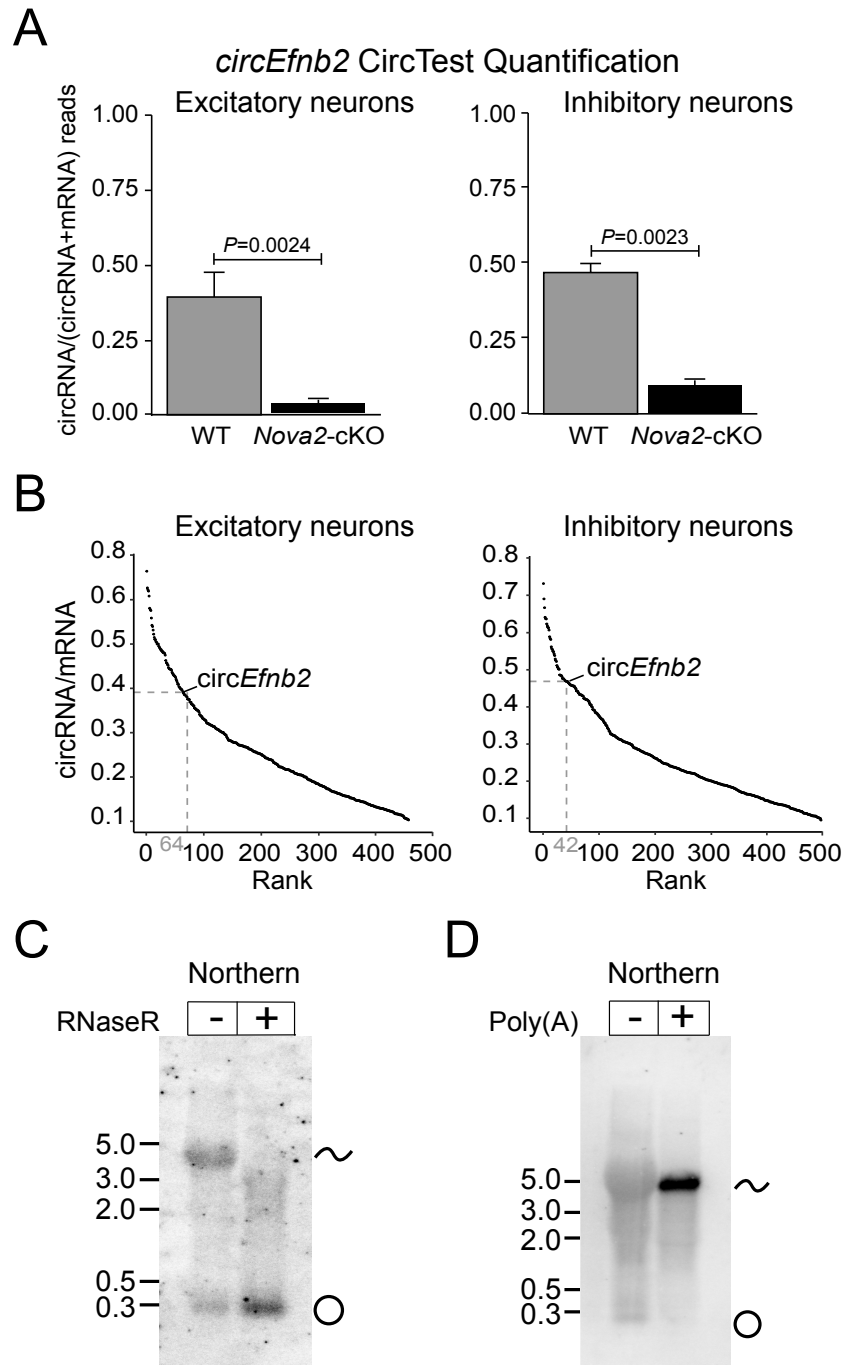 A
circEfnb2 CircTest Quantification
Excitatory neurons
Inhibitory neurons
circRNA/(circRNA+mRNA) reads
1.00
0.75
0.50
0.25
0.00
P=0.0024
WT
Nova2-cKO
1.00
0.75
0.50
0.25
0.00
P=0.0023
WT
Nova2-cKO
B
Excitatory neurons
Inhibitory neurons
circRNA/mRNA
0.8
0.5
0.5
0.4
0.3
0.2
0.1
circEfnb2
0 64 100 200 300 400 500
Rank
0.8
0.7
0.6
0.5
0.4
0.3
0.2
0.1
circEfnb2
0 42 100 200 300 400 500
Rank
C
Northern
RNaseR - +
5.0
3.0
2.0
0.5
0.3
D
Northern
Poly(A) - +
5.0
3.0
2.0
0.5
0.3